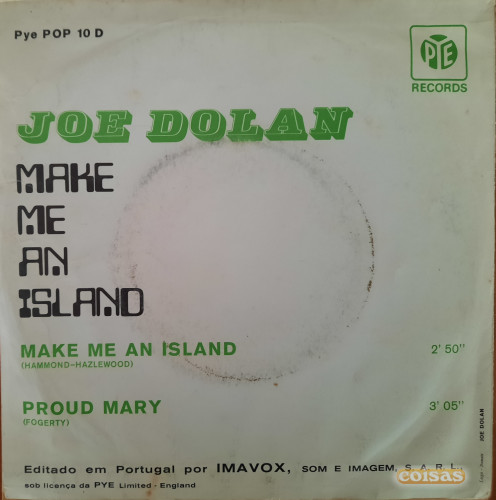 Pye POP 10 D
PYE
RECORDS
JOE DOLAN
MAKE
ME
AN
ISLAND
MAKE ME AN ISLAND 2' 50"
(HAMMOND-HAZLEWOOD)
PROUD MARY 3' 05"
(FOGERTY)
JOE DOLAN
Editado em Portugal por IMAVOX, SOM E IMAGEM, S.A.R.L.
sob licença da PYE Limited - England
coisas